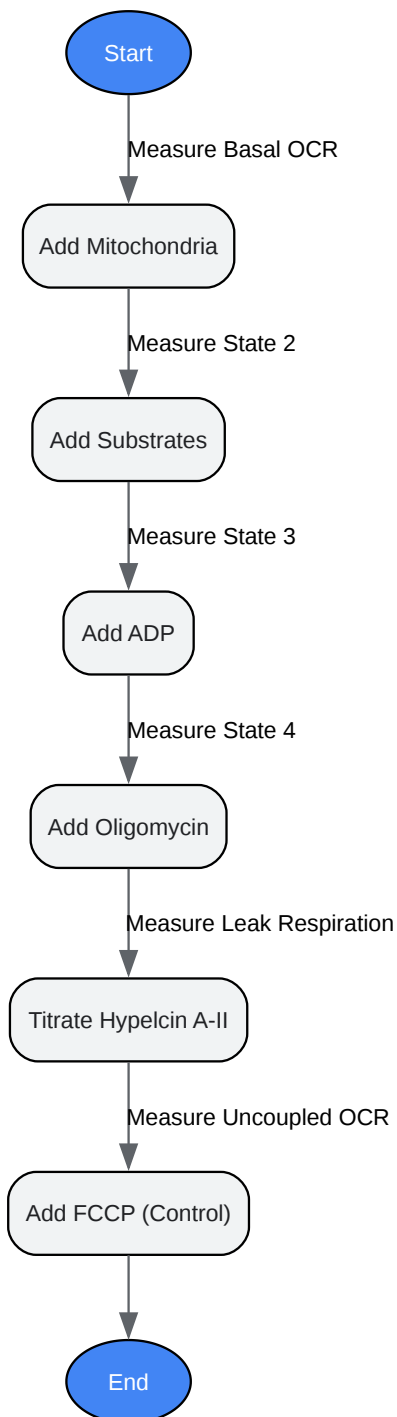 Start
Measure Basal OCR
Add Mitochondria
Measure State 2
Add Substrates
Measure State 3
Add ADP
Measure State 4
Add Oligomycin
Measure Leak Respiration
Titrate Hypelcin A-II
Measure Uncoupled OCR
Add FCCP (Control)
End